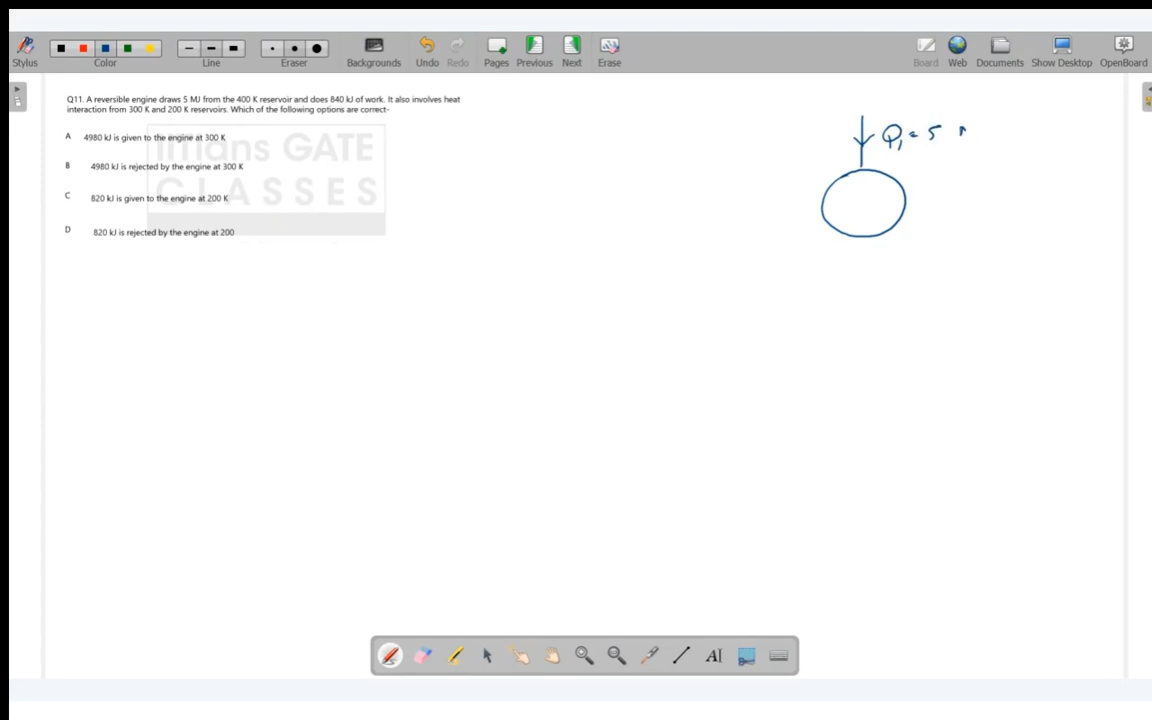 Stylus
Color
Line
Eraser
Backgrounds
Undo
Redo
Pages
Previous
Next
Erase
Board
Web
Documents
Show Desktop
OpenBoard
Q11. A reversible engine draws 5 MJ from the 400 K reservoir and does 840 kJ of work. It also involves heat
interaction from 300 K and 200 K reservoirs. Which of the following options are correct-
A 4980 kJ is given to the engine at 300 K
B 4980 kJ is rejected by the engine at 300 K
C 820 kJ is given to the engine at 200 K
D 820 kJ is rejected by the engine at 200
GATE
CLASSES
Q₁ = 5
AI